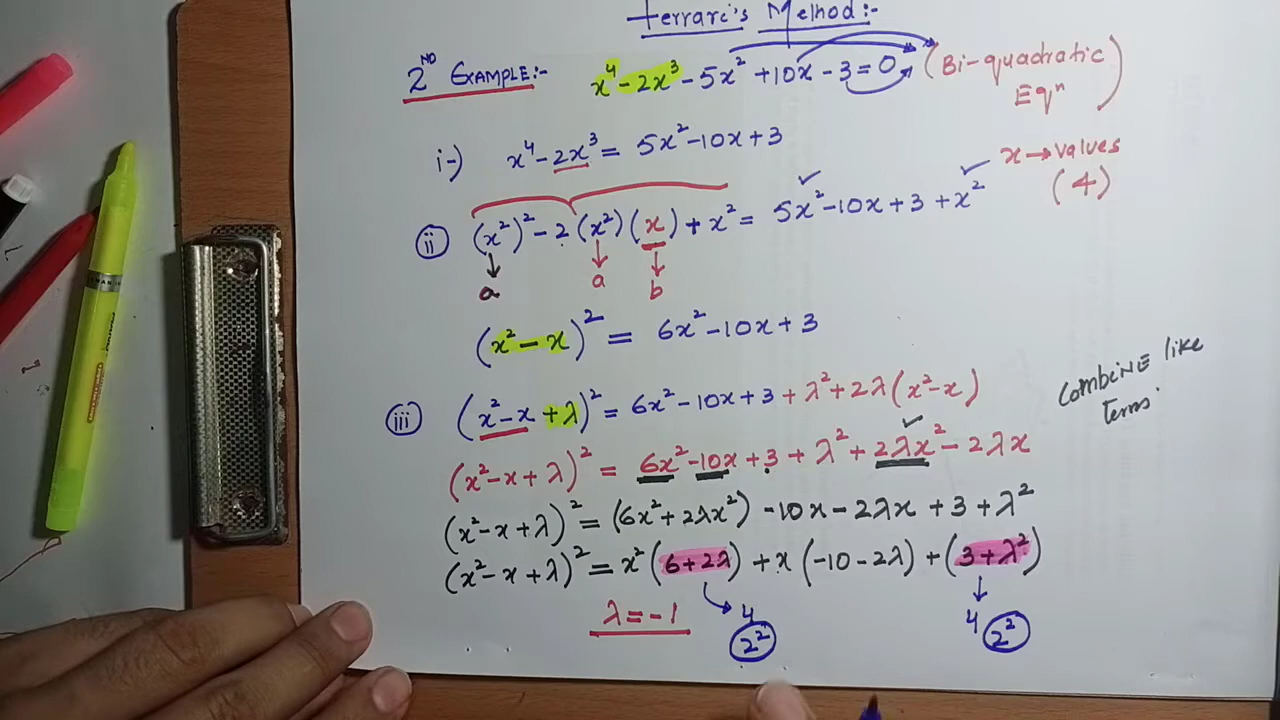 Ferrari's Method:-
2ND EXAMPLE:- x⁴ - 2x³ - 5x² + 10x - 3 = 0 (Bi-quadratic Eqⁿ)
i-) x⁴ - 2x³ = 5x² - 10x + 3
x → values (4)
ii (x²)² - 2(x²)(x) + x² = 5x² - 10x + 3 + x²
a a b
(x² - x)² = 6x² - 10x + 3
combine like terms
iii (x² - x + λ)² = 6x² - 10x + 3 + λ² + 2λ(x² - x)
(x² - x + λ)² = 6x² - 10x + 3 + λ² + 2λx² - 2λx
(x² - x + λ)² = (6x² + 2λx²) - 10x - 2λx + 3 + λ²
(x² - x + λ)² = x²(6 + 2λ) + x(-10 - 2λ) + (3 + λ²)
λ = -1 4 2² 4 2²